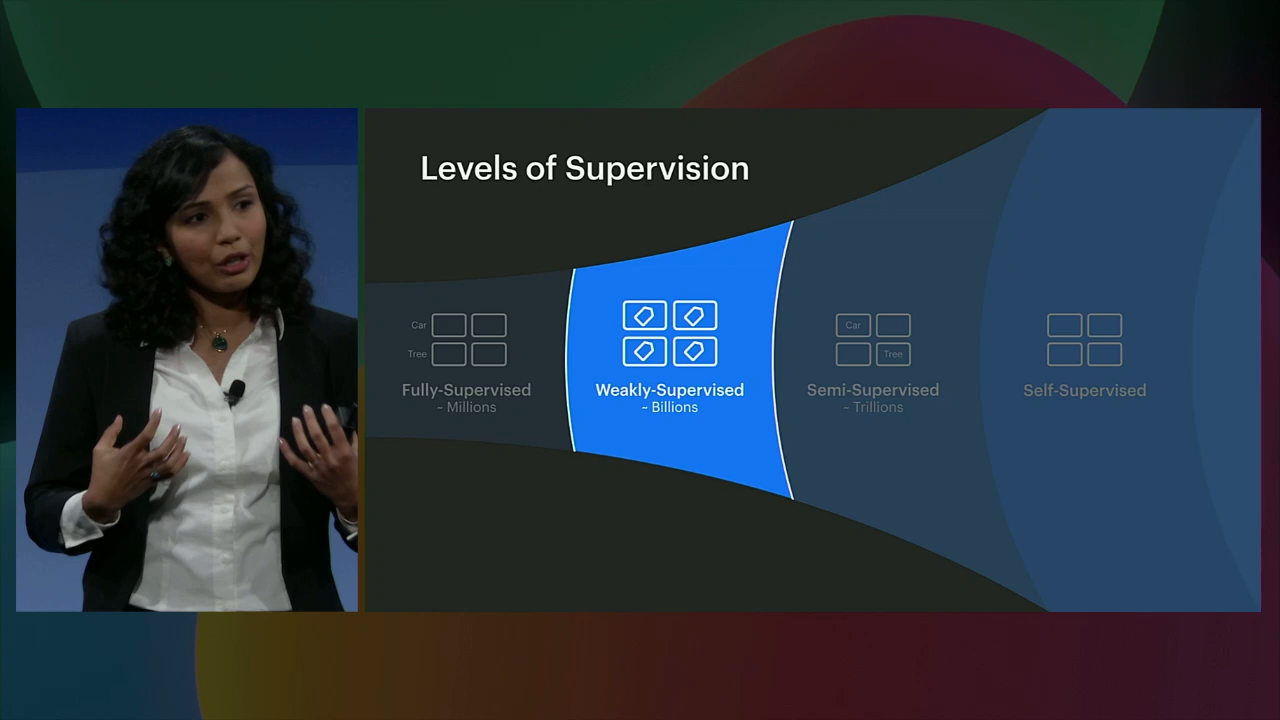 Levels of Supervision
Car
Tree
Fully-Supervised
~ Millions
Weakly-Supervised
~ Billions
Car
Tree
Semi-Supervised
~ Trillions
Self-Supervised